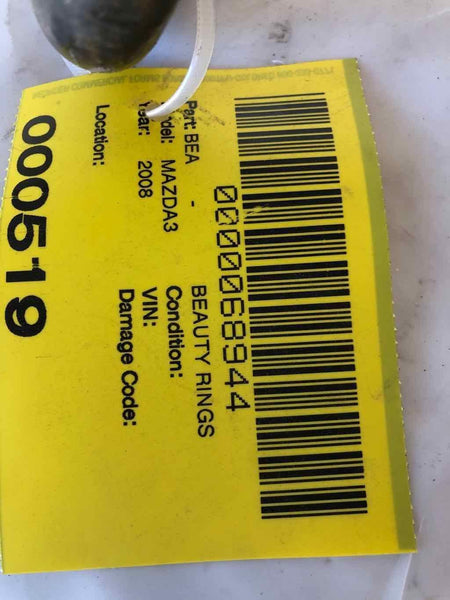 0000068944
Part: BEA - BEAUTY RINGS
Model: MAZDA3 Condition:
Year: 2008 VIN:
Location: Damage Code:
000519